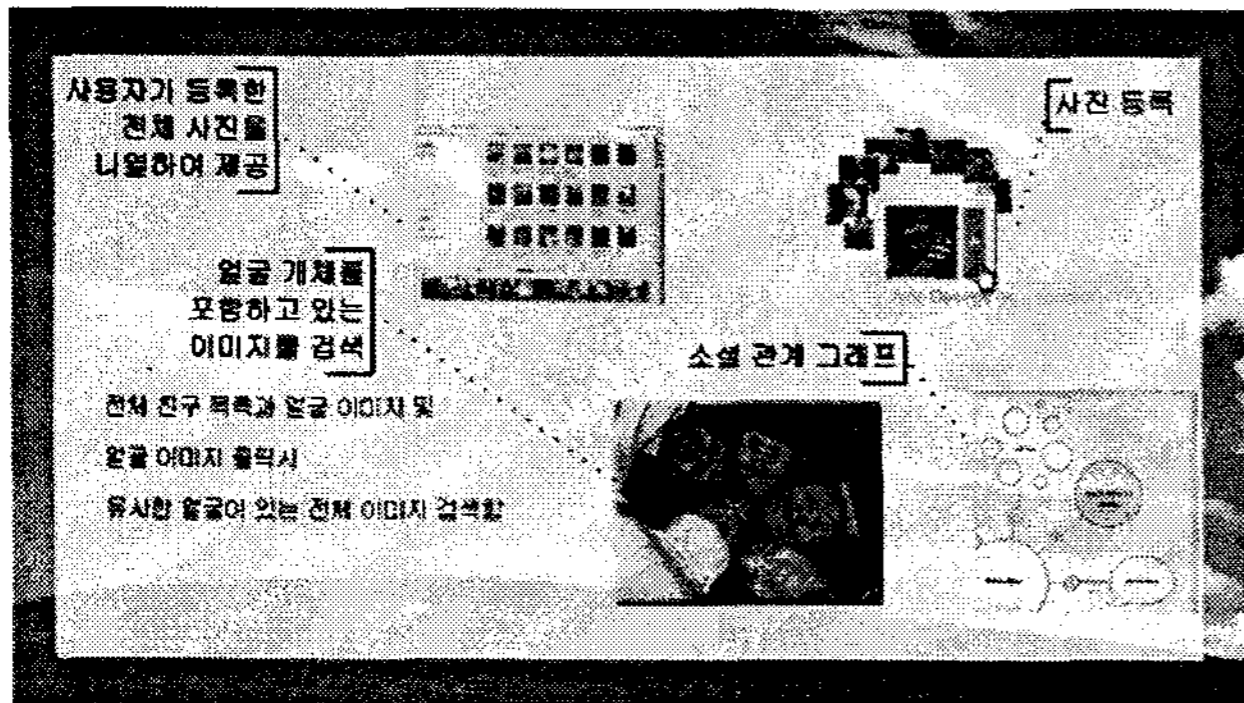 사용자가 등록한
전체 사진을
나열하여 제공
사진 등록
얼굴 개체를
포함하고 있는
이미지를 검색
소셜 관계 그래프
전체 친구 목록과 얼굴 이미지 및
얼굴 이미지 클릭시
유사한 얼굴이 있는 전체 이미지 검색함